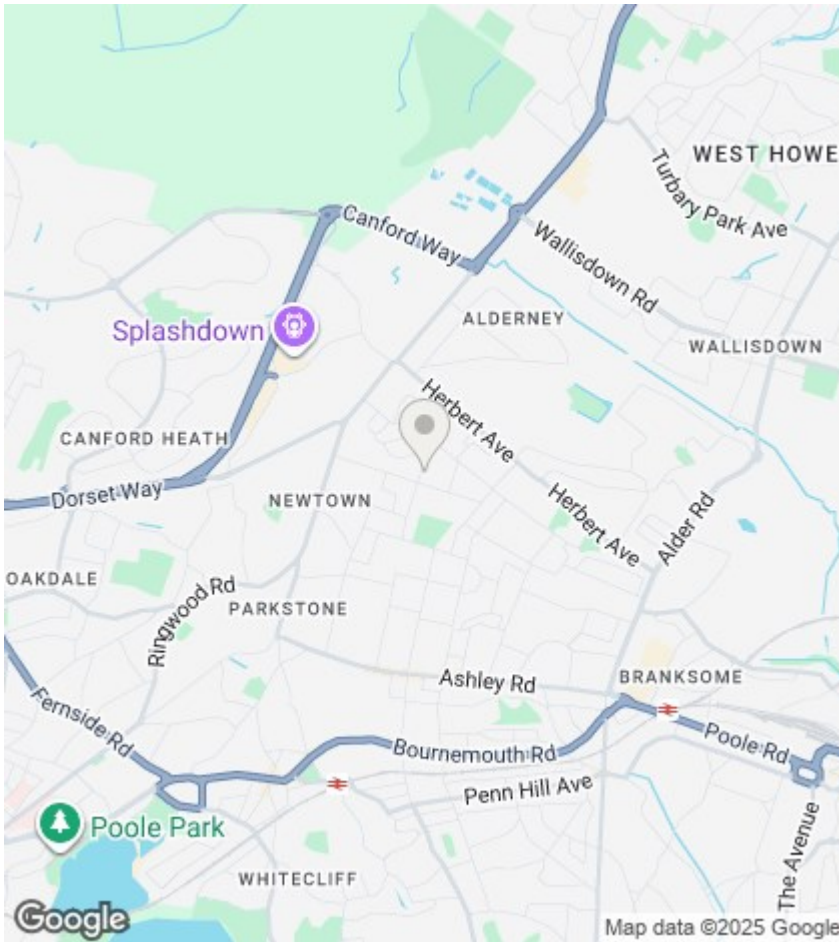 WEST HOWE
Turbary Park Ave
Canford Way
Wallisdown Rd
ALDERNEY
Splashdown
WALLISDOWN
Herbert Ave
CANFORD HEATH
Dorset Way
NEWTOWN
Herbert Ave
Alder Rd
OAKDALE
Ringwood Rd
PARKSTONE
Ashley Rd
BRANKSOME
Fernside Rd
Bournemouth Rd
Poole Rd
Penn Hill Ave
Poole Park
The Avenue
WHITECLIFF
Google
Map data ©2025 Google